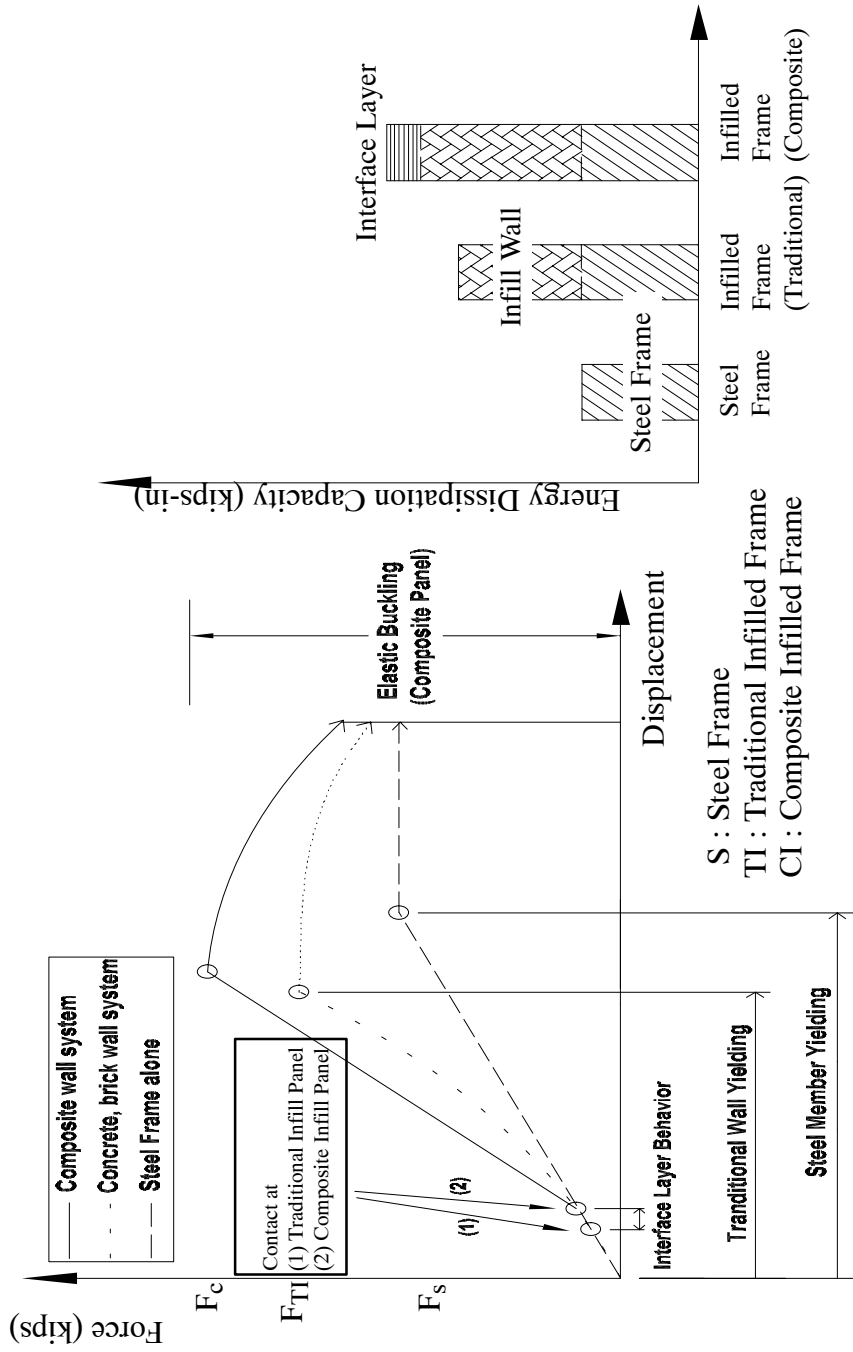 Force (kips)
F_c
F_TI
F_s
Composite wall system
Concrete, brick wall system
Steel Frame alone
Contact at
(1) Traditional Infill Panel
(2) Composite Infill Panel
(1)
(2)
Interface Layer Behavior
Tranditional Wall Yielding
Steel Member Yielding
Elastic Buckling
(Composite Panel)
Displacement
S : Steel Frame
TI : Traditional Infilled Frame
CI : Composite Infilled Frame
Energy Dissipation Capacity (kips-in)
Steel Frame
Infill Wall
Interface Layer
Steel
Frame
Infilled
Frame
(Traditional)
Infilled
Frame
(Composite)